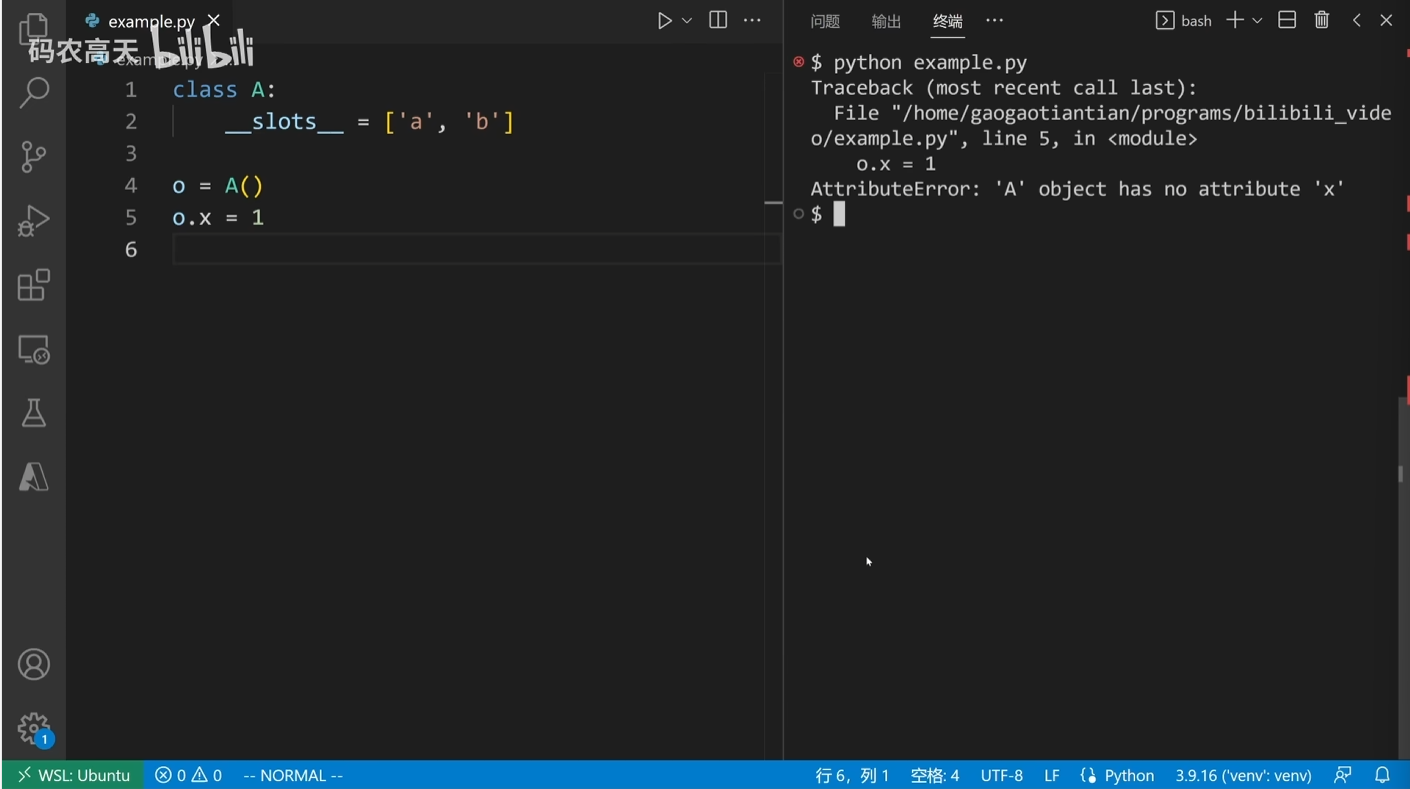 example.py
码农高天 bilibili
example.py
1 class A:
2 __slots__ = ['a', 'b']
3
4 o = A()
5 o.x = 1
6
问题 输出 终端 ··· bash
$ python example.py
Traceback (most recent call last):
File "/home/gaogaotiantian/programs/bilibili_vide
o/example.py", line 5, in <module>
o.x = 1
AttributeError: 'A' object has no attribute 'x'
$
1
WSL: Ubuntu 0 0 -- NORMAL -- 行 6，列 1 空格: 4 UTF-8 LF Python 3.9.16 ('venv': venv)